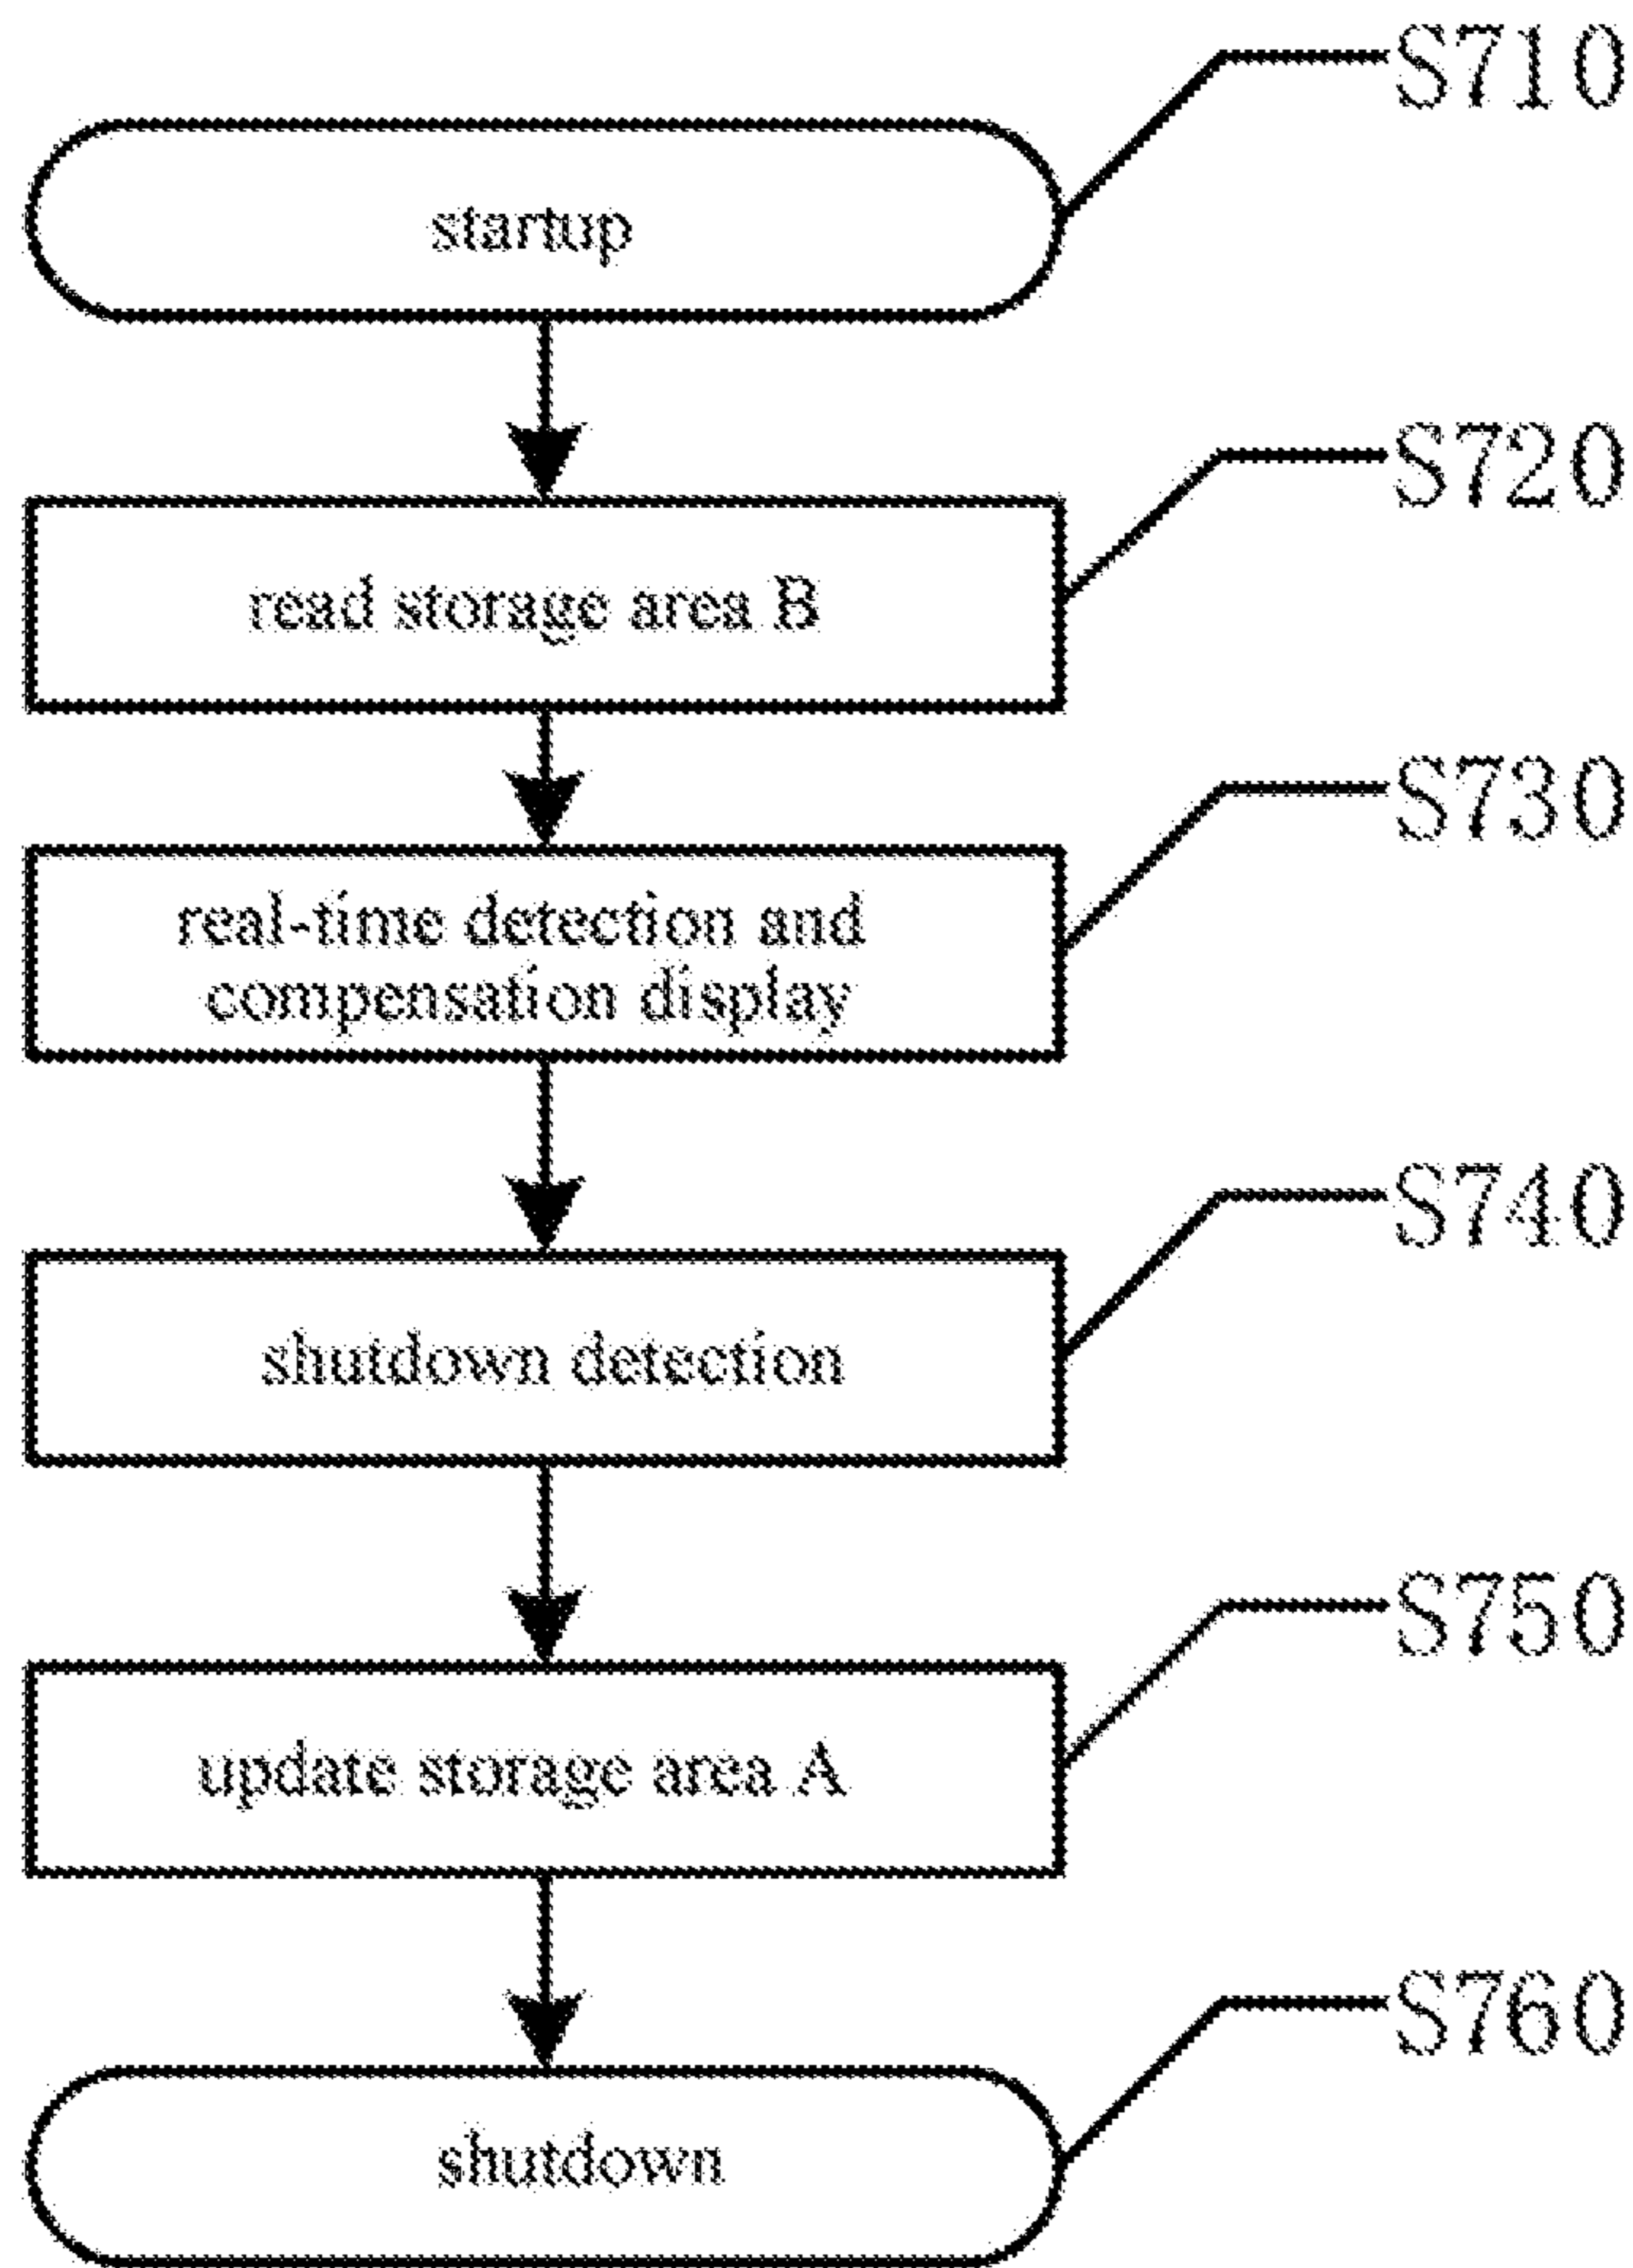 S710
startup
S720
read storage area B
S730
real-time detection and
compensation display
S740
shutdown detection
S750
update storage area A
S760
shutdown